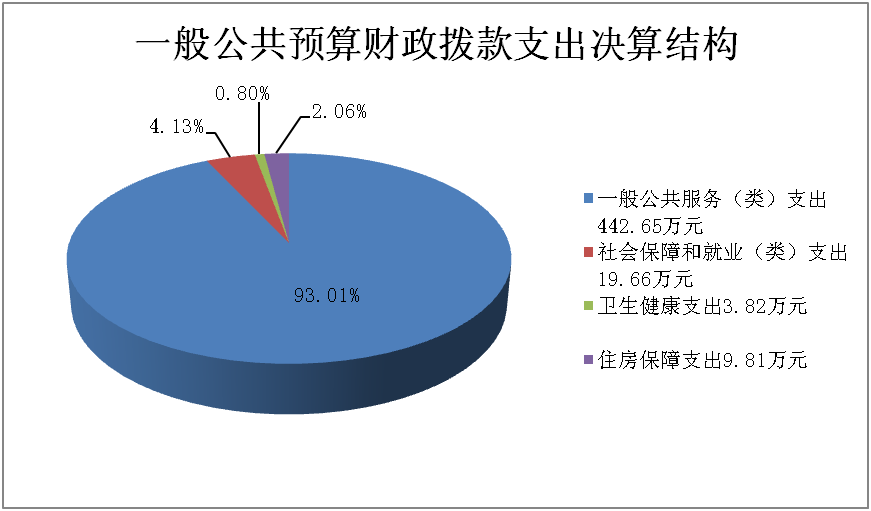 一般公共预算财政拨款支出决算结构
0.80%
2.06%
4.13%
93.01%
一般公共服务（类）支出
442.65万元
社会保障和就业（类）支出
19.66万元
卫生健康支出3.82万元
住房保障支出9.81万元